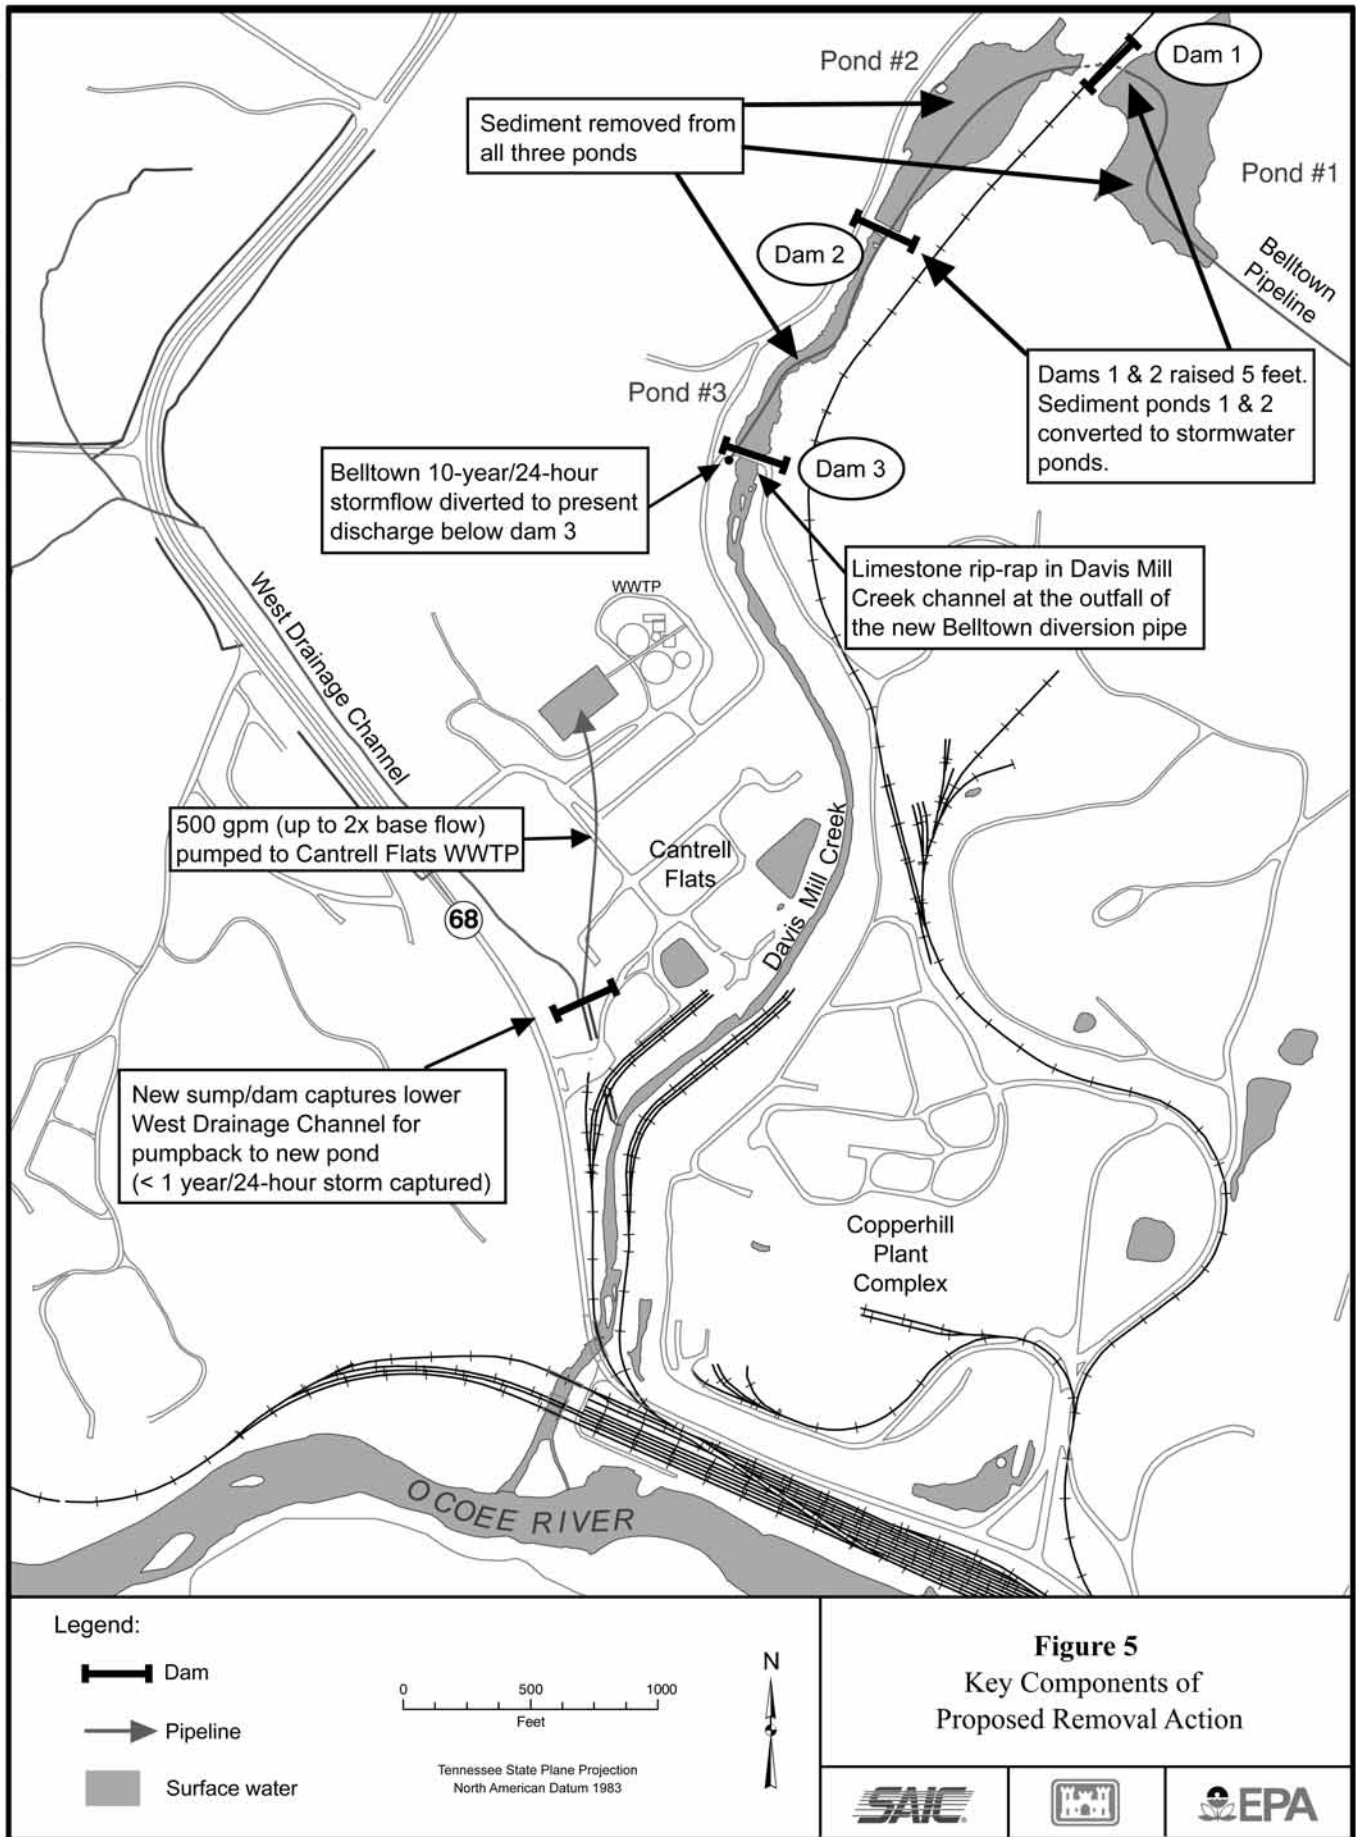 Pond #2
Dam 1
Sediment removed from
all three ponds
Pond #1
Dam 2
Belltown
Pipeline
Dams 1 & 2 raised 5 feet.
Sediment ponds 1 & 2
converted to stormwater
ponds.
Pond #3
Belltown 10-year/24-hour
stormflow diverted to present
discharge below dam 3
Dam 3
Limestone rip-rap in Davis Mill
Creek channel at the outfall of
the new Belltown diversion pipe
WWTP
West Drainage Channel
500 gpm (up to 2x base flow)
pumped to Cantrell Flats WWTP
Cantrell
Flats
Davis Mill Creek
68
New sump/dam captures lower
West Drainage Channel for
pumpback to new pond
(< 1 year/24-hour storm captured)
Copperhill
Plant
Complex
OCOEE RIVER
Legend:
Dam
Pipeline
Surface water
0 500 1000
Feet
Tennessee State Plane Projection
North American Datum 1983
N
Figure 5
Key Components of
Proposed Removal Action
SAIC
EPA